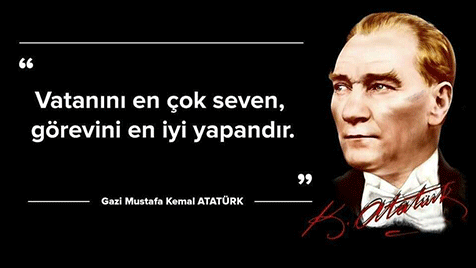 “
Vatanını en çok seven,
görevini en iyi yapandır.
”
Gazi Mustafa Kemal ATATÜRK
K. Atatürk